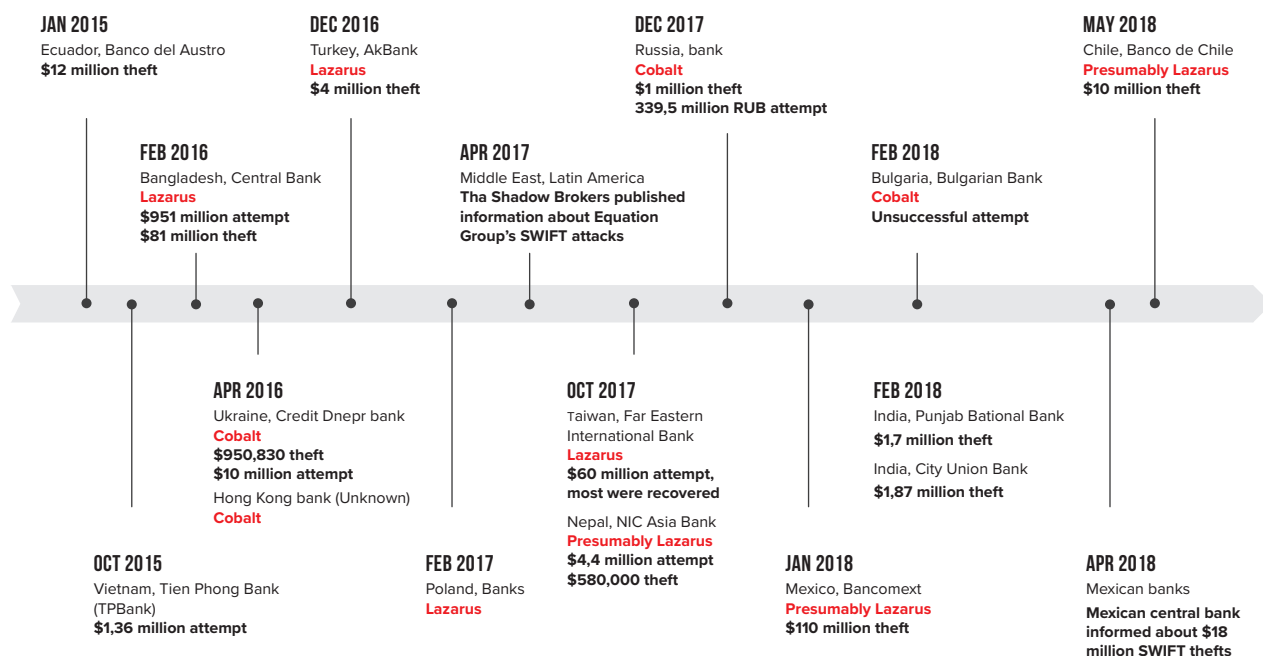 JAN 2015
Ecuador, Banco del Austro
$12 million theft
DEC 2016
Turkey, AkBank
Lazarus
$4 million theft
DEC 2017
Russia, bank
Cobalt
$1 million theft
339,5 million RUB attempt
MAY 2018
Chile, Banco de Chile
Presumably Lazarus
$10 million theft
FEB 2016
Bangladesh, Central Bank
Lazarus
$951 million attempt
$81 million theft
APR 2017
Middle East, Latin America
Tha Shadow Brokers published
information about Equation
Group's SWIFT attacks
FEB 2018
Bulgaria, Bulgarian Bank
Cobalt
Unsuccessful attempt
APR 2016
Ukraine, Credit Dnepr bank
Cobalt
$950,830 theft
$10 million attempt
Hong Kong bank (Unknown)
Cobalt
OCT 2017
Taiwan, Far Eastern
International Bank
Lazarus
$60 million attempt,
most were recovered
Nepal, NIC Asia Bank
Presumably Lazarus
$4,4 million attempt
$580,000 theft
FEB 2018
India, Punjab Bational Bank
$1,7 million theft
India, City Union Bank
$1,87 million theft
OCT 2015
Vietnam, Tien Phong Bank
(TPBank)
$1,36 million attempt
FEB 2017
Poland, Banks
Lazarus
JAN 2018
Mexico, Bancomext
Presumably Lazarus
$110 million theft
APR 2018
Mexican banks
Mexican central bank
informed about $18
million SWIFT thefts